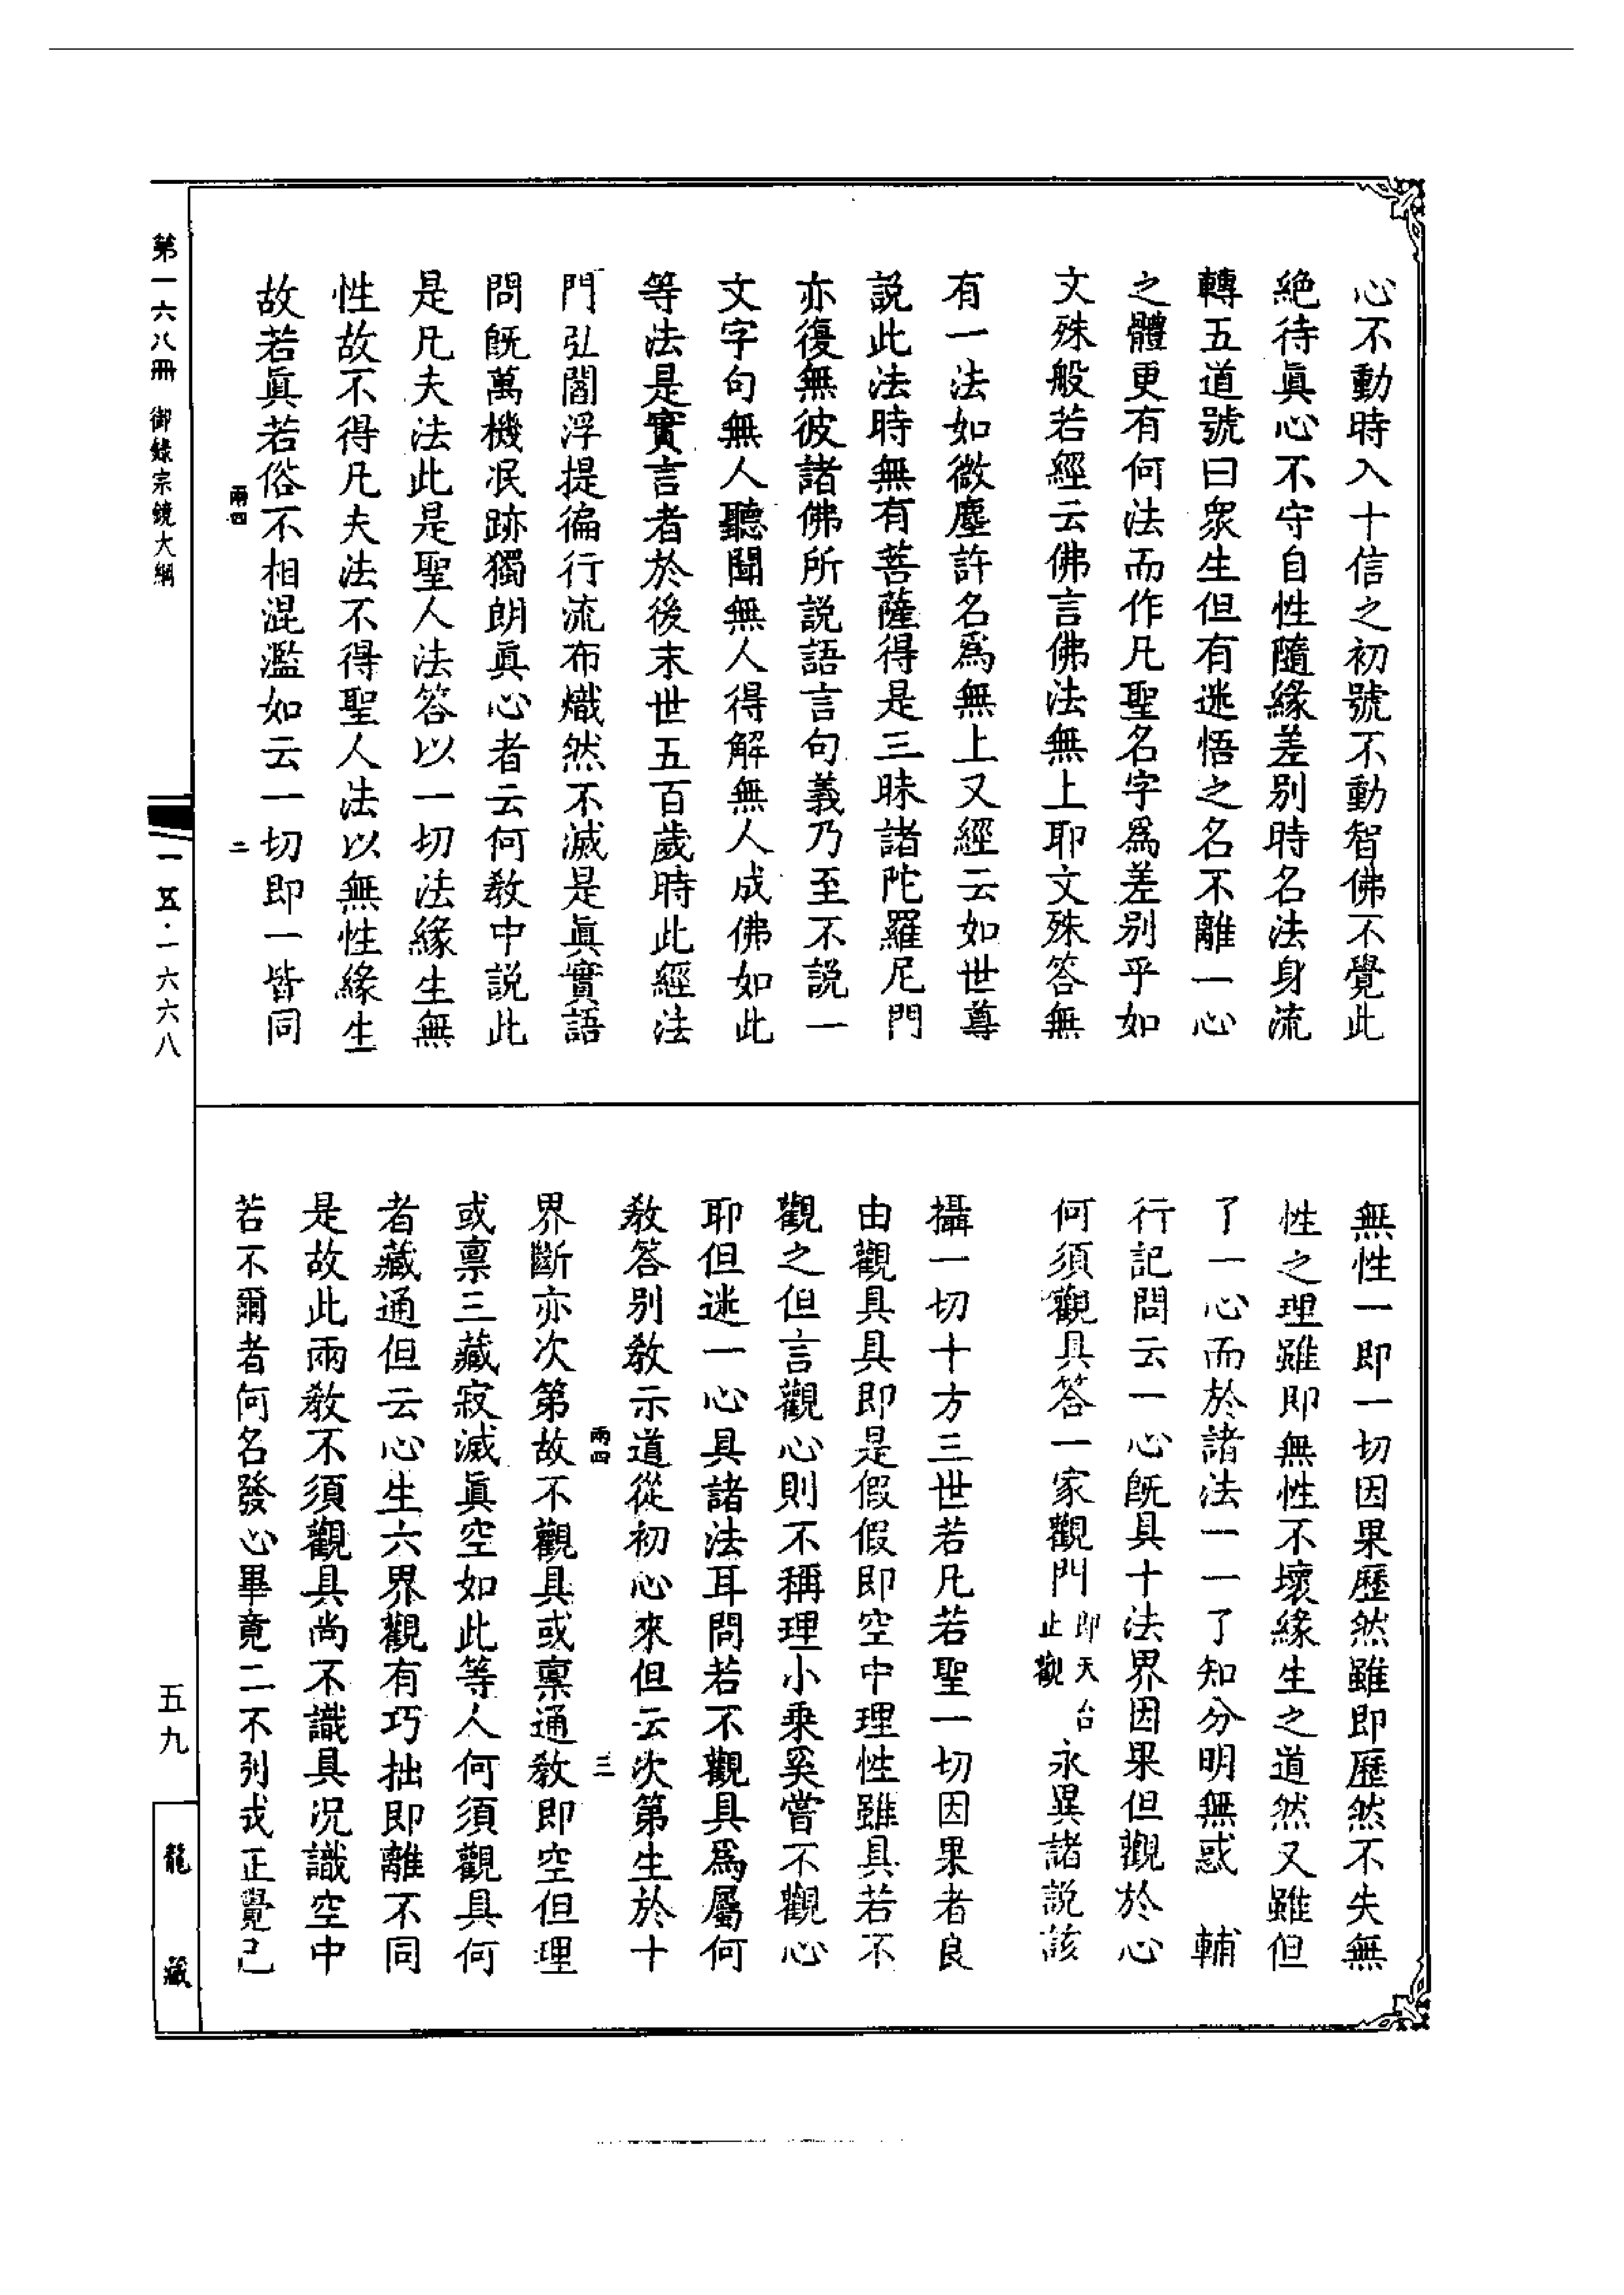 心不動時入十信之初號不動智佛不覺此
絕待眞心不守自性隨緣差別時名法身流
轉五道號曰衆生但有迷悟之名不離一心
之體更有何法而作凡聖名字爲差別乎如
文殊般若經云佛言佛法無上耶文殊答無
有一法如微塵許名爲無上又經云如世尊
説此法時無有菩薩得是三昧諸陀羅尼門
亦復無彼諸佛所説語言句義乃至不説一
文字句無人聽聞無人得解無人成佛如此
等法是實言者於後末世五百歲時此經法
門弘閻浮提徧行流布熾然不滅是眞實語
問旣萬機泯跡獨朗眞心者云何敎中説此
是凡夫法此是聖人法答以一切法緣生無
性故不得凡夫法不得聖人法以無性緣生
故若眞若俗不相混濫如云一切即一皆同
兩四 二
無性一即一切因果歷然雖即歷然不失無
性之理雖即無性不壞緣生之道然又雖但
了一心而於諸法一一了知分明無惑 輔
行記問云一心旣具十法界因果但觀於心
何須觀具答一家觀門即天台止觀永異諸説該
攝一切十方三世若凡若聖一切因果者良
由觀具具即是假假即空中理性雖具若不
觀之但言觀心則不稱理小乘奚嘗不觀心
耶但迷一心具諸法耳問若不觀具爲屬何
敎答別敎示道從初心來但云次第生於十
兩四 三
界斷亦次第故不觀具或禀通敎即空但理
或禀三藏寂滅眞空如此等人何須觀具何
者藏通但云心生六界觀有巧拙即離不同
是故此兩敎不須觀具尚不識具况識空中
若不爾者何名發心畢竟二不別成正覺已
第一六八冊 御錄宗鏡大綱
一五·一六六八
五九
龍藏